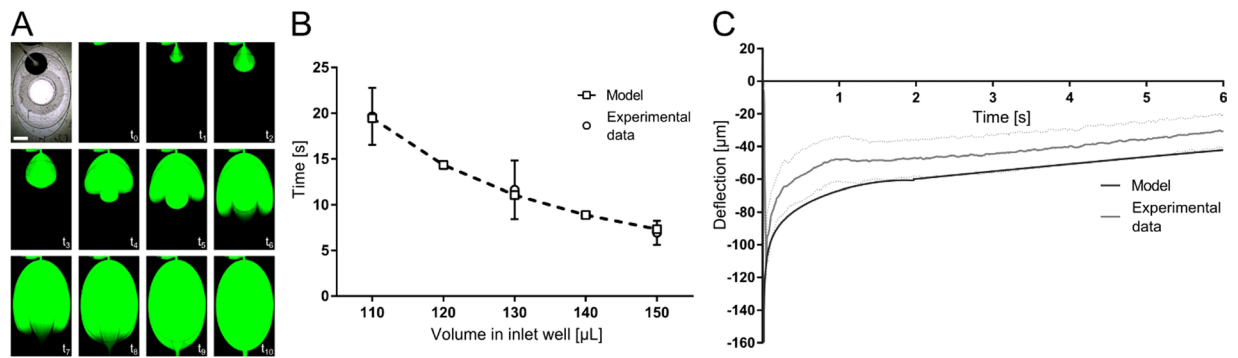 A
t0
t1
t2
t3
t4
t5
t6
t7
t8
t9
t10
B
25
20
15
10
5
0
Time [s]
110 120 130 140 150
Volume in inlet well [µL]
Model
Experimental
data
C
20
0
-20
-40
-60
-80
-100
-120
-140
-160
Deflection [µm]
1 2 3 4 5 6
Time [s]
Model
Experimental
data